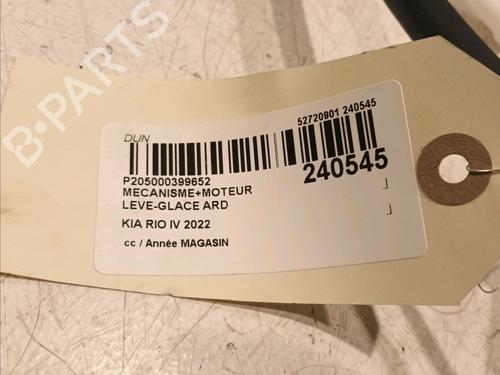 B-PARTS
DUN
52720901 240545
P205000399652
240545
MECANISME+MOTEUR
LEVE-GLACE ARD
KIA RIO IV 2022
cc / Année MAGASIN